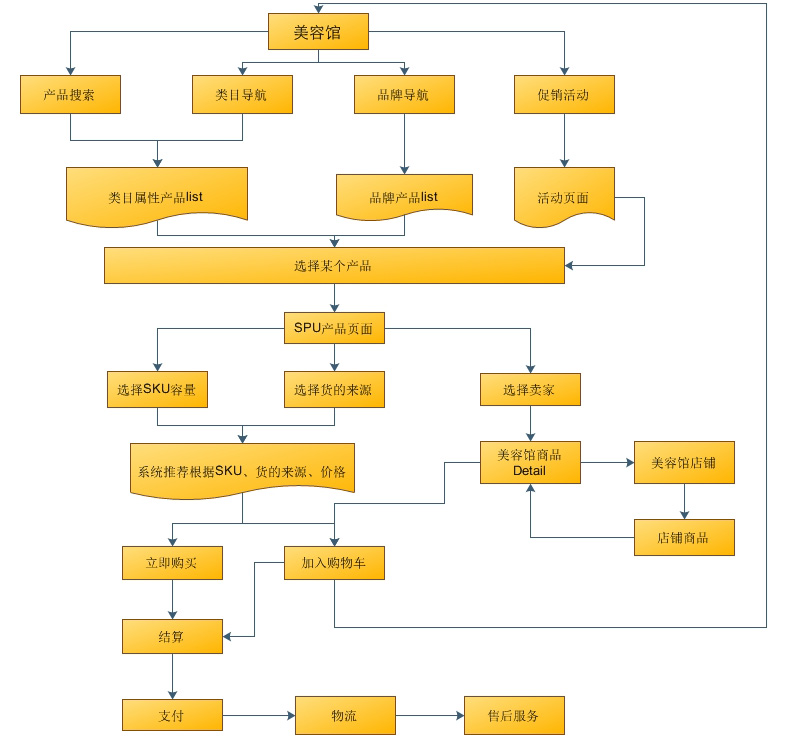 美容馆
产品搜索
类目导航
品牌导航
促销活动
类目属性产品list
品牌产品list
活动页面
选择某个产品
SPU产品页面
选择SKU容量
选择货的来源
选择卖家
系统推荐根据SKU、货的来源、价格
美容馆商品
Detail
美容馆店铺
店铺商品
立即购买
加入购物车
结算
支付
物流
售后服务